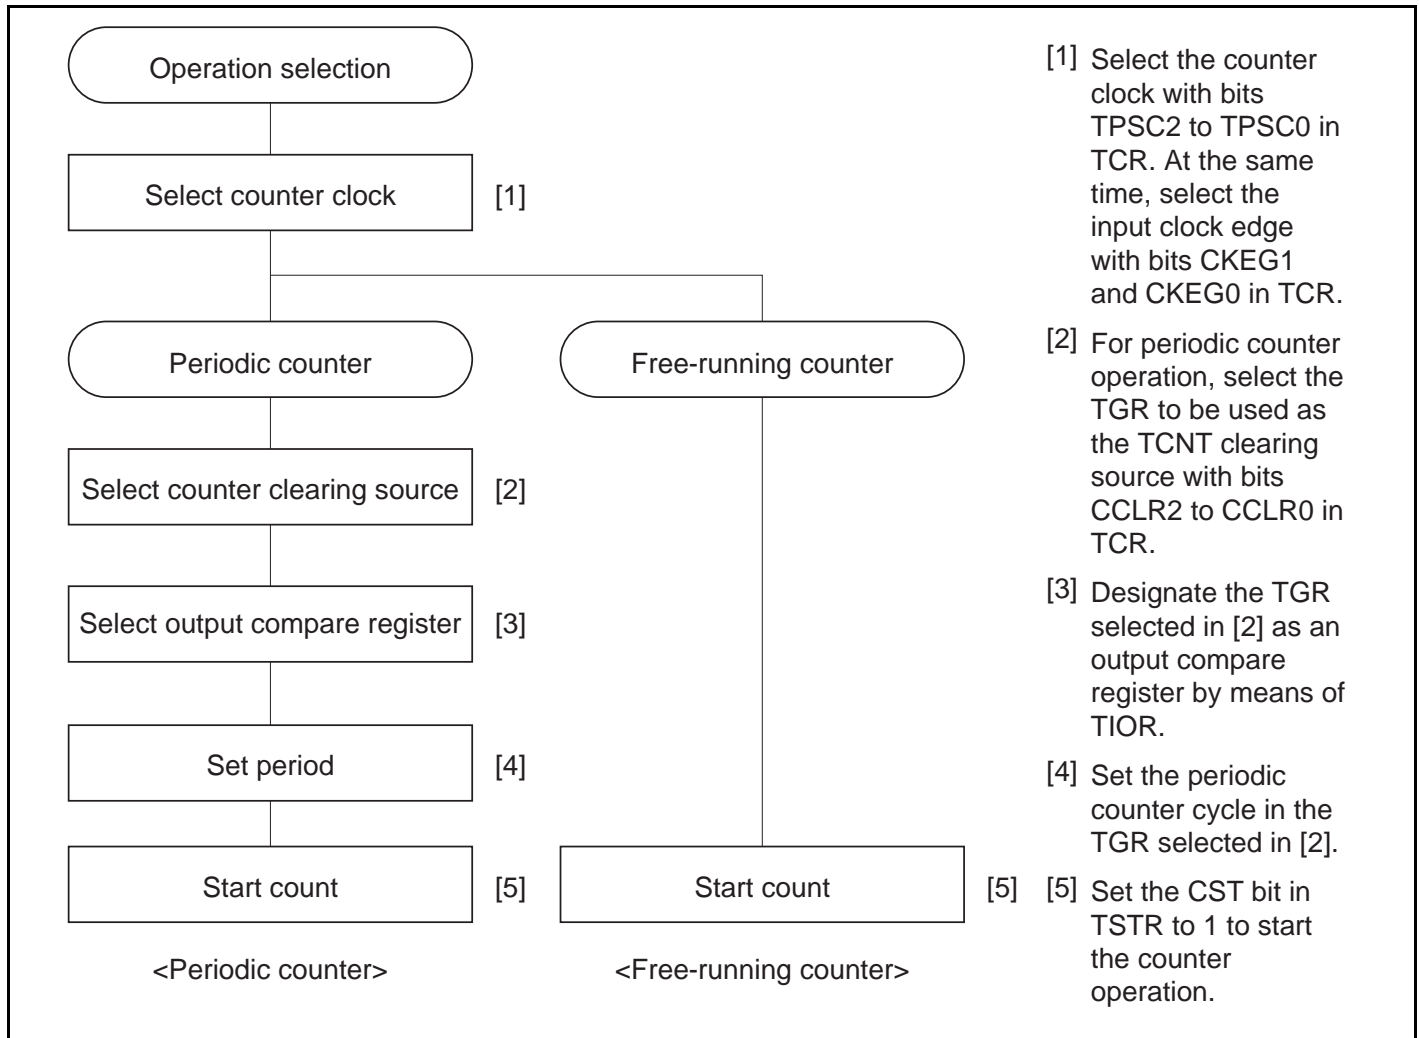 Operation selection
Select counter clock
[1]
Periodic counter
Free-running counter
Select counter clearing source
[2]
Select output compare register
[3]
Set period
[4]
Start count
[5]
Start count
[5]
<Periodic counter>
<Free-running counter>
[1] Select the counter
clock with bits
TPSC2 to TPSC0 in
TCR. At the same
time, select the
input clock edge
with bits CKEG1
and CKEG0 in TCR.
[2] For periodic counter
operation, select the
TGR to be used as
the TCNT clearing
source with bits
CCLR2 to CCLR0 in
TCR.
[3] Designate the TGR
selected in [2] as an
output compare
register by means of
TIOR.
[4] Set the periodic
counter cycle in the
TGR selected in [2].
[5] Set the CST bit in
TSTR to 1 to start
the counter
operation.